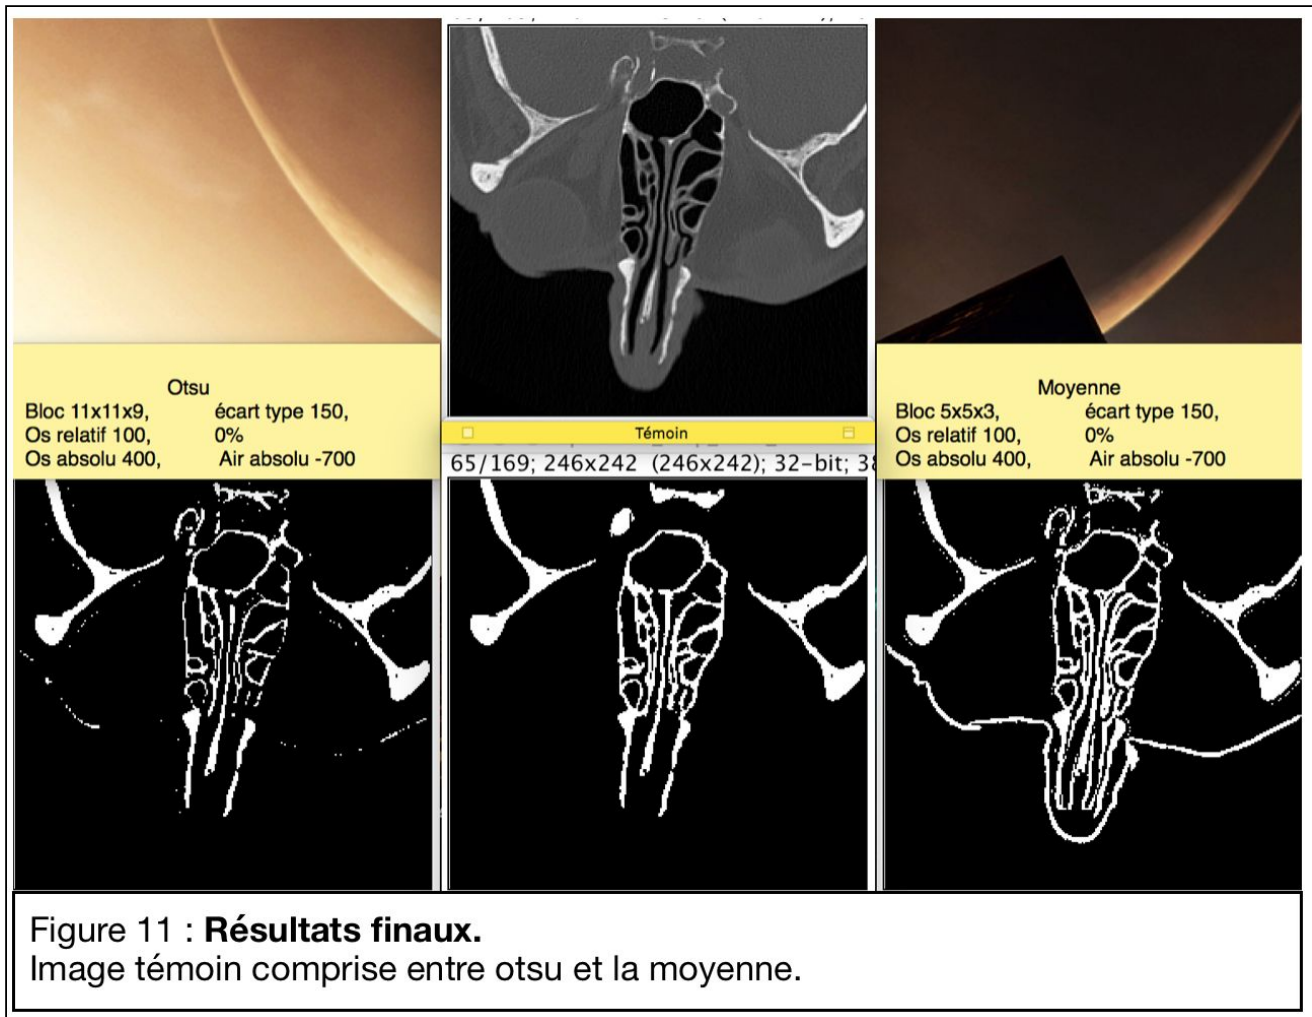 Otsu
Bloc 11x11x9, écart type 150,
Os relatif 100, 0%
Os absolu 400, Air absolu -700
Témoin
65/169; 246x242 (246x242); 32-bit; 38
Moyenne
Bloc 5x5x3, écart type 150,
Os relatif 100, 0%
Os absolu 400, Air absolu -700
Figure 11 : Résultats finaux.
Image témoin comprise entre otsu et la moyenne.